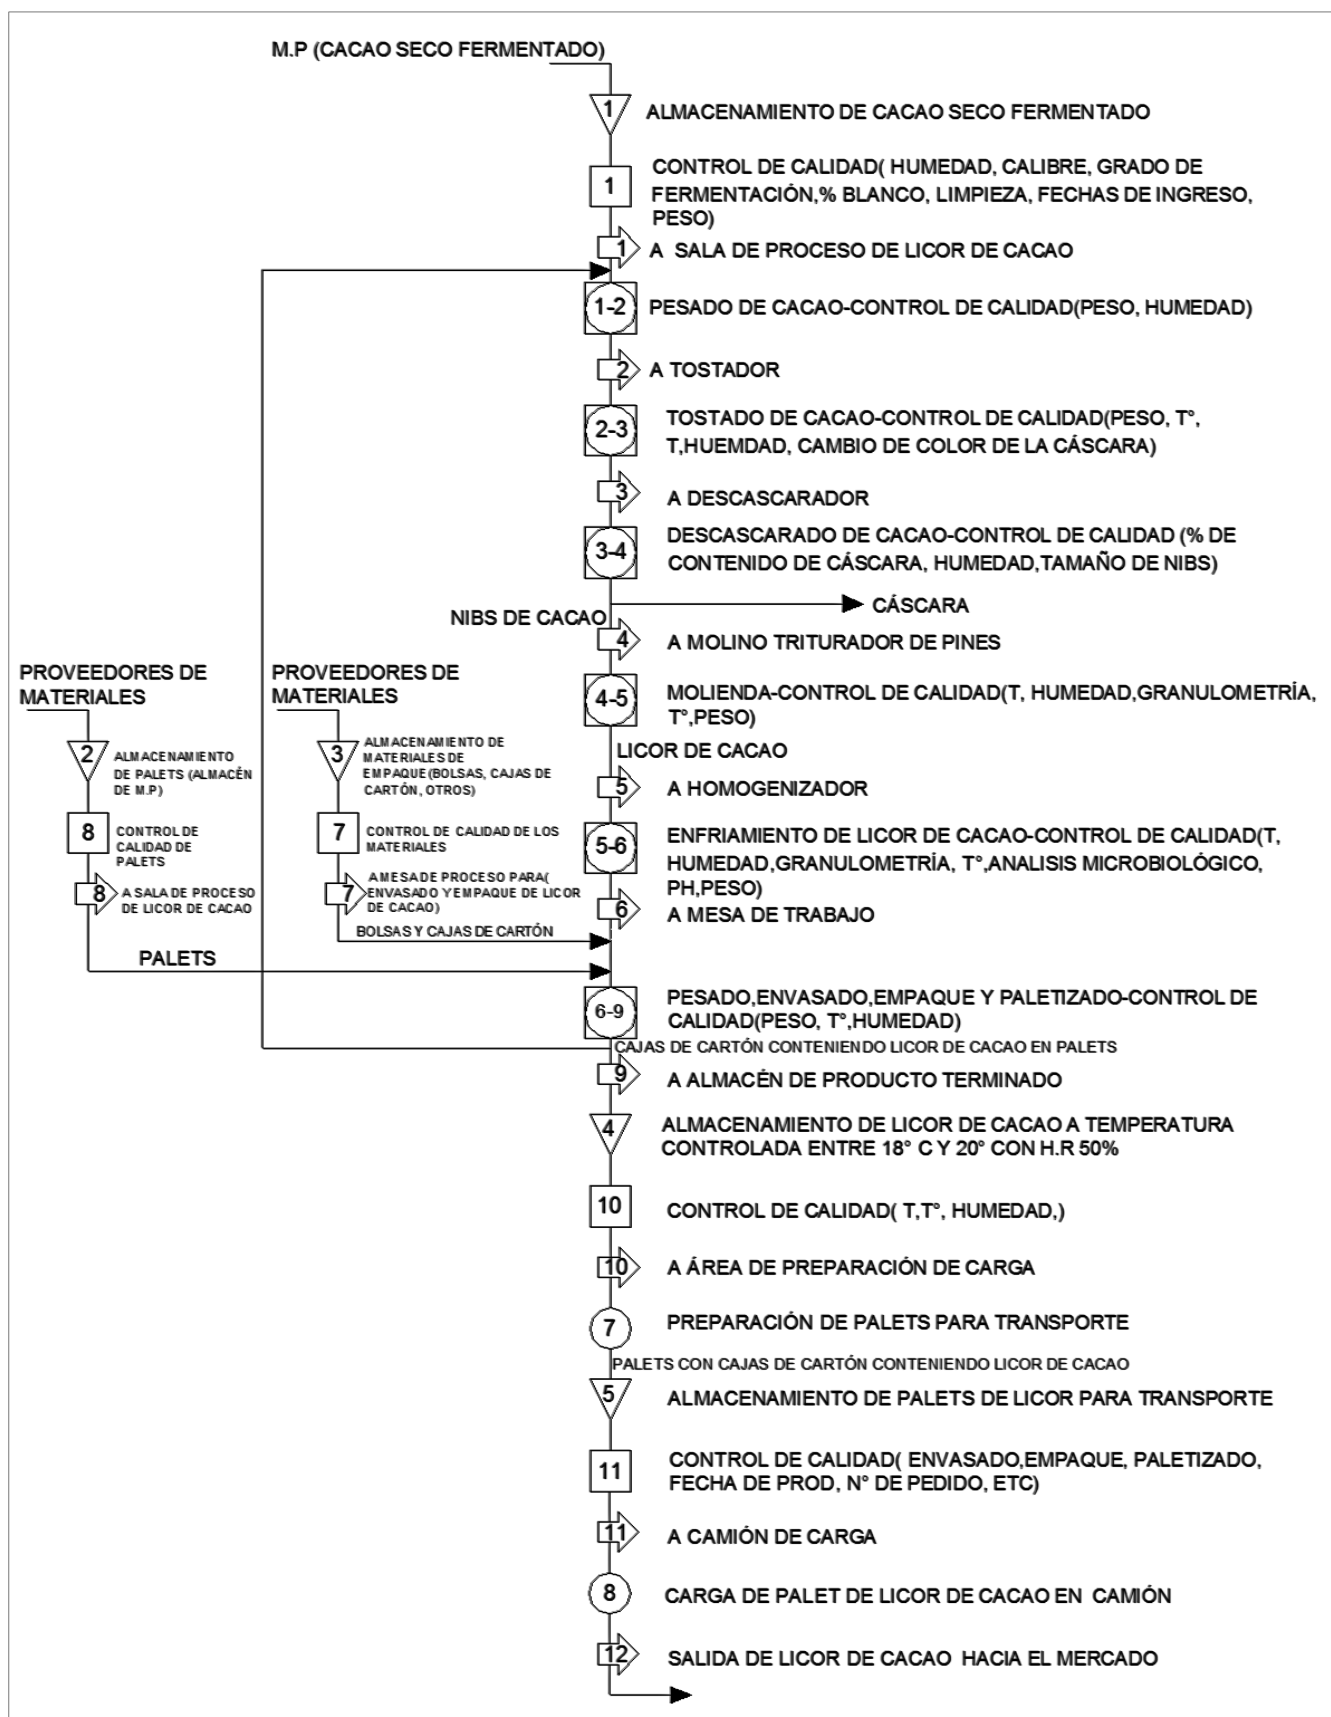 M.P (CACAO SECO FERMENTADO)
1
ALMACENAMIENTO DE CACAO SECO FERMENTADO
1
CONTROL DE CALIDAD( HUMEDAD, CALIBRE, GRADO DE
FERMENTACIÓN,% BLANCO, LIMPIEZA, FECHAS DE INGRESO,
PESO)
1
A SALA DE PROCESO DE LICOR DE CACAO
1-2
PESADO DE CACAO-CONTROL DE CALIDAD(PESO, HUMEDAD)
2
A TOSTADOR
2-3
TOSTADO DE CACAO-CONTROL DE CALIDAD(PESO, T°,
T,HUEMDAD, CAMBIO DE COLOR DE LA CÁSCARA)
3
A DESCASCARADOR
3-4
DESCASCARADO DE CACAO-CONTROL DE CALIDAD (% DE
CONTENIDO DE CÁSCARA, HUMEDAD,TAMAÑO DE NIBS)
CÁSCARA
NIBS DE CACAO
4
A MOLINO TRITURADOR DE PINES
4-5
MOLIENDA-CONTROL DE CALIDAD(T, HUMEDAD,GRANULOMETRÍA,
T°,PESO)
LICOR DE CACAO
5
A HOMOGENIZADOR
5-6
ENFRIAMIENTO DE LICOR DE CACAO-CONTROL DE CALIDAD(T,
HUMEDAD,GRANULOMETRÍA, T°,ANALISIS MICROBIOLÓGICO,
PH,PESO)
6
A MESA DE TRABAJO
PROVEEDORES DE
MATERIALES
2
ALMACENAMIENTO
DE PALETS (ALMACÉN
DE M.P)
8
CONTROL DE
CALIDAD DE
PALETS
8
A SALA DE PROCESO
DE LICOR DE CACAO
PALETS
PROVEEDORES DE
MATERIALES
3
ALMACENAMIENTO DE
MATERIALES DE
EMPAQUE(BOLSAS, CAJAS DE
CARTÓN, OTROS)
7
CONTROL DE CALIDAD DE LOS
MATERIALES
7
A MESA DE PROCESO PARA(
ENVASADO Y EMPAQUE DE LICOR
DE CACAO)
BOLSAS Y CAJAS DE CARTÓN
6-9
PESADO,ENVASADO,EMPAQUE Y PALETIZADO-CONTROL DE
CALIDAD(PESO, T°,HUMEDAD)
CAJAS DE CARTÓN CONTENIENDO LICOR DE CACAO EN PALETS
9
A ALMACÉN DE PRODUCTO TERMINADO
4
ALMACENAMIENTO DE LICOR DE CACAO A TEMPERATURA
CONTROLADA ENTRE 18° C Y 20° CON H.R 50%
10
CONTROL DE CALIDAD( T,T°, HUMEDAD,)
10
A ÁREA DE PREPARACIÓN DE CARGA
7
PREPARACIÓN DE PALETS PARA TRANSPORTE
PALETS CON CAJAS DE CARTÓN CONTENIENDO LICOR DE CACAO
5
ALMACENAMIENTO DE PALETS DE LICOR PARA TRANSPORTE
11
CONTROL DE CALIDAD( ENVASADO,EMPAQUE, PALETIZADO,
FECHA DE PROD, N° DE PEDIDO, ETC)
11
A CAMIÓN DE CARGA
8
CARGA DE PALET DE LICOR DE CACAO EN CAMIÓN
12
SALIDA DE LICOR DE CACAO HACIA EL MERCADO